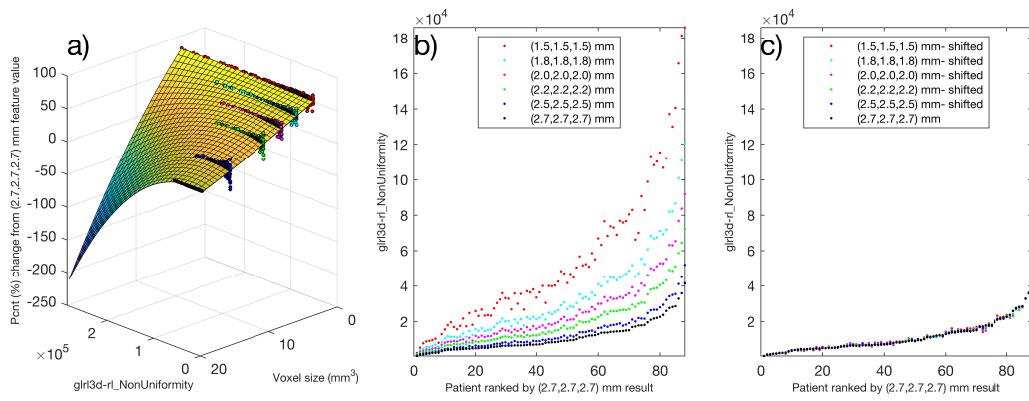 a)
Pcnt (%) change from (2.7,2.7,2.7) mm feature value
100
50
0
-50
-100
-150
-200
-250
2
1
0
×10⁵
glrl3d-rl_NonUniformity
20
10
0
Voxel size (mm³)
b)
×10⁴
18
16
14
12
10
8
6
4
2
glrl3d-rl_NonUniformity
(1.5,1.5,1.5) mm
(1.8,1.8,1.8) mm
(2.0,2.0,2.0) mm
(2.2,2.2,2.2) mm
(2.5,2.5,2.5) mm
(2.7,2.7,2.7) mm
0 20 40 60 80
Patient ranked by (2.7,2.7,2.7) mm result
c)
×10⁴
18
16
14
12
10
8
6
4
2
glrl3d-rl_NonUniformity
(1.5,1.5,1.5) mm- shifted
(1.8,1.8,1.8) mm- shifted
(2.0,2.0,2.0) mm- shifted
(2.2,2.2,2.2) mm- shifted
(2.5,2.5,2.5) mm- shifted
(2.7,2.7,2.7) mm
0 20 40 60 80
Patient ranked by (2.7,2.7,2.7) mm result